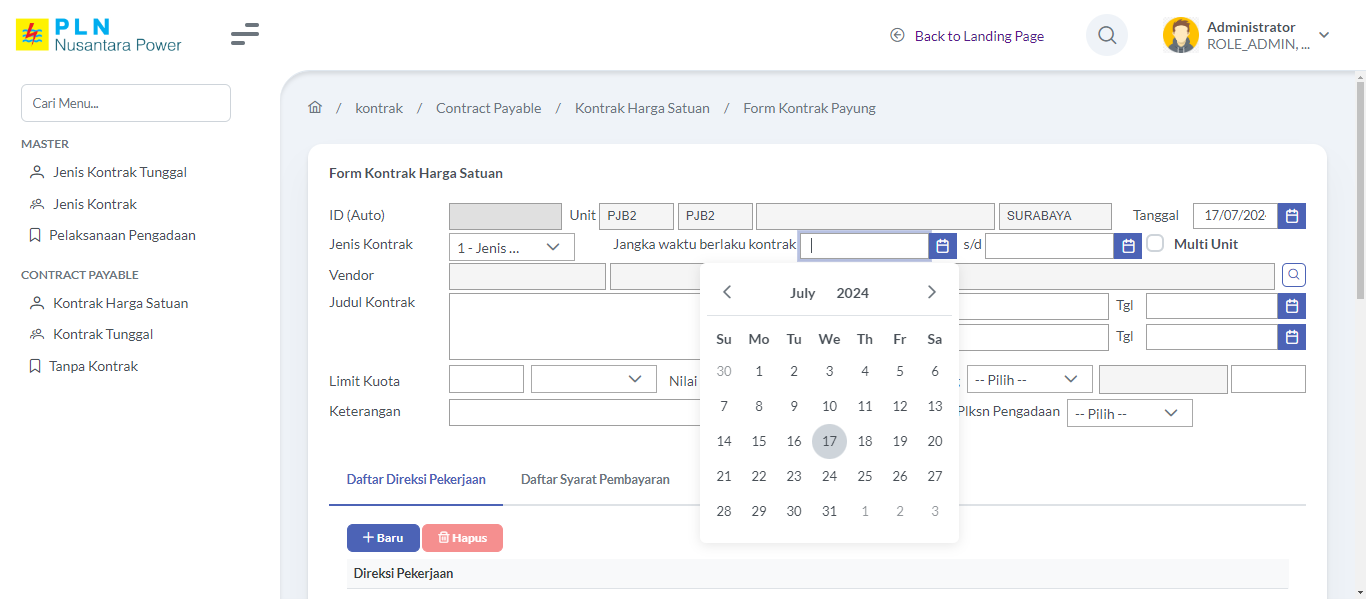 PLN
Nusantara Power
Back to Landing Page
Administrator
ROLE_ADMIN, ...
Cari Menu...
MASTER
Jenis Kontrak Tunggal
Jenis Kontrak
Pelaksanaan Pengadaan
CONTRACT PAYABLE
Kontrak Harga Satuan
Kontrak Tunggal
Tanpa Kontrak
/ kontrak / Contract Payable / Kontrak Harga Satuan / Form Kontrak Payung
Form Kontrak Harga Satuan
ID (Auto) Unit PJB2 PJB2 SURABAYA Tanggal 17/07/202
Jenis Kontrak 1 - Jenis ... Jangka waktu berlaku kontrak s/d Multi Unit
Vendor
Judul Kontrak Tgl
Tgl
Limit Kuota Nilai -- Pilih --
Keterangan Plksn Pengadaan -- Pilih --
July 2024
Su Mo Tu We Th Fr Sa
30 1 2 3 4 5 6
7 8 9 10 11 12 13
14 15 16 17 18 19 20
21 22 23 24 25 26 27
28 29 30 31 1 2 3
Daftar Direksi Pekerjaan Daftar Syarat Pembayaran
+ Baru Hapus
Direksi Pekerjaan